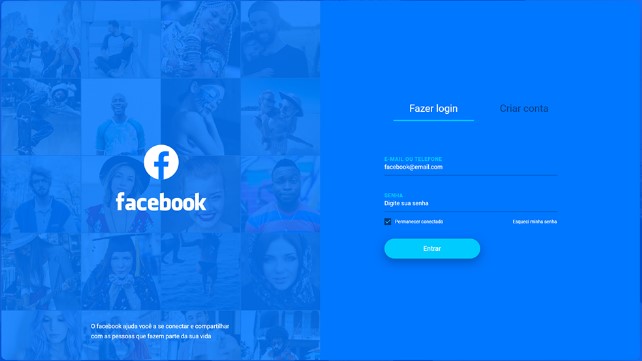 facebook
O facebook ajuda você a se conectar e compartilhar
com as pessoas que fazem parte da sua vida
Fazer login
Criar conta
E-MAIL OU TELEFONE
facebook@email.com
SENHA
Digite sua senha
Permanecer conectado
Esqueci minha senha
Entrar